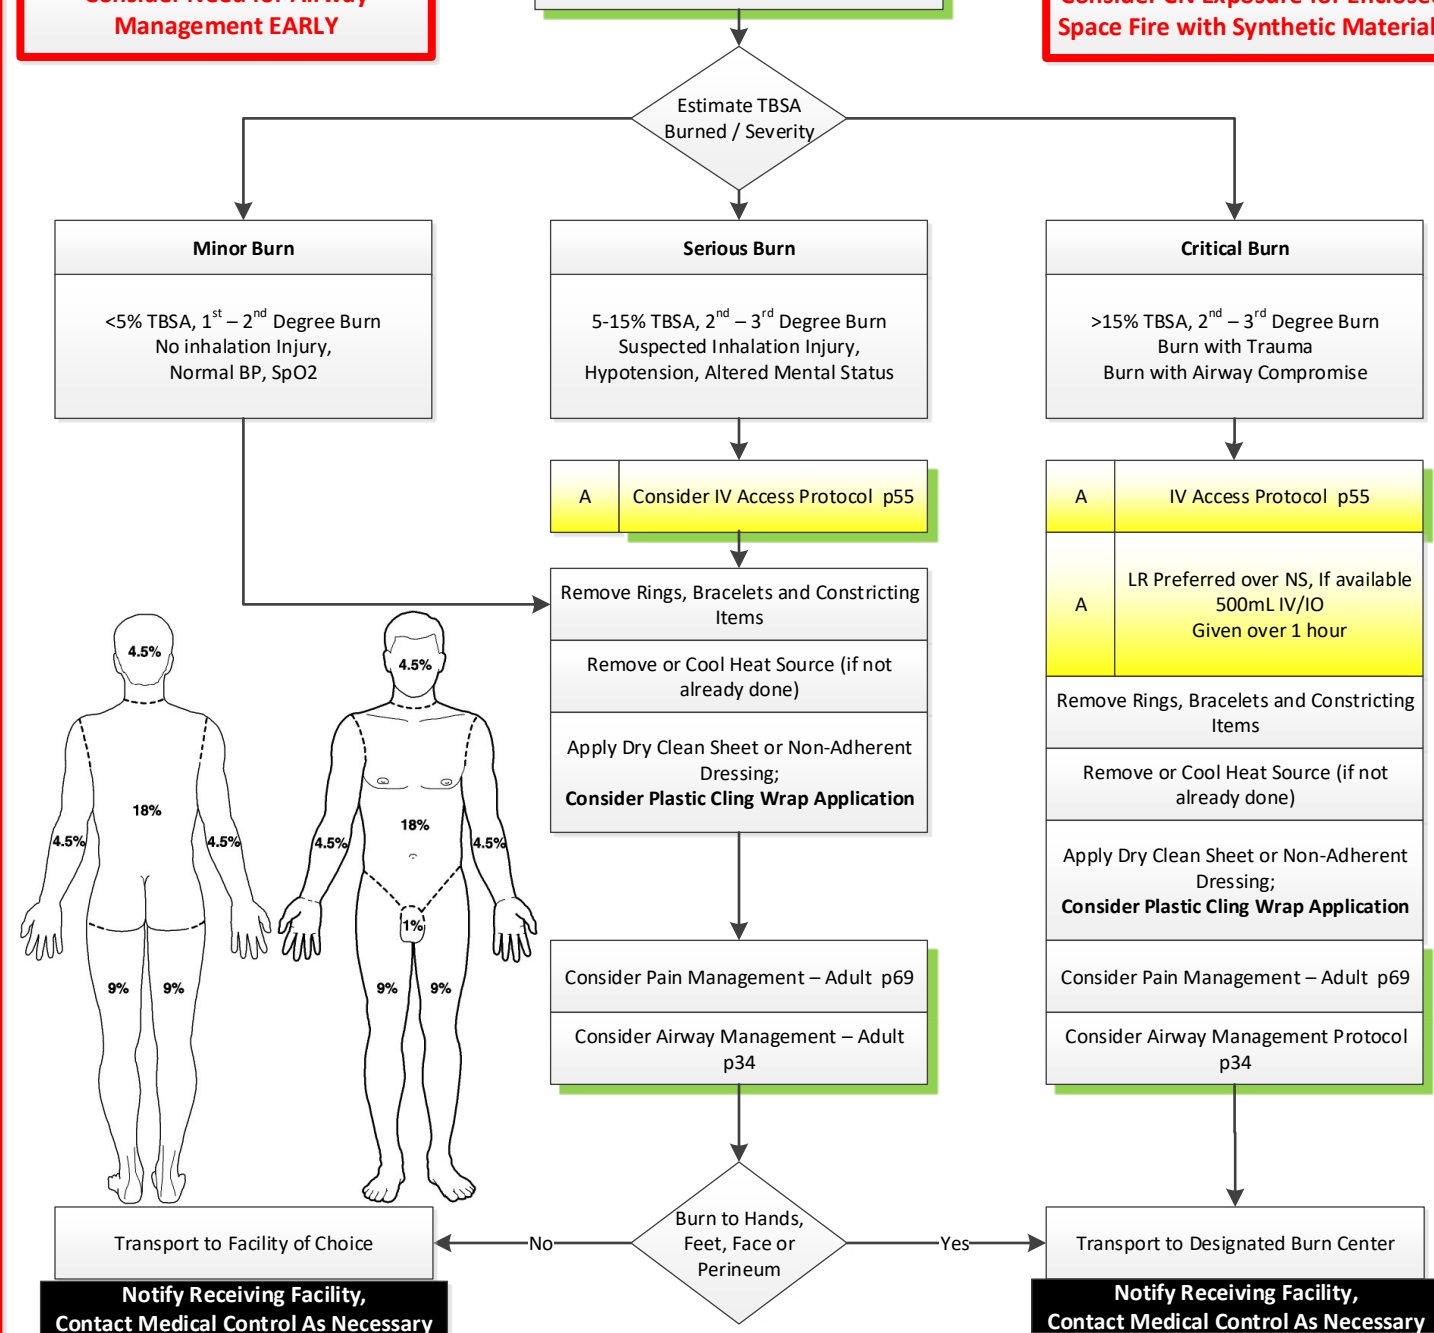 Consider Need for Airway
Management EARLY
Consider CN Exposure for Enclosed
Space Fire with Synthetic Material
Estimate TBSA
Burned / Severity
Minor Burn
<5% TBSA, 1st – 2nd Degree Burn
No inhalation Injury,
Normal BP, SpO2
Serious Burn
5-15% TBSA, 2nd – 3rd Degree Burn
Suspected Inhalation Injury,
Hypotension, Altered Mental Status
Critical Burn
>15% TBSA, 2nd – 3rd Degree Burn
Burn with Trauma
Burn with Airway Compromise
A
Consider IV Access Protocol p55
Remove Rings, Bracelets and Constricting
Items
Remove or Cool Heat Source (if not
already done)
Apply Dry Clean Sheet or Non-Adherent
Dressing;
Consider Plastic Cling Wrap Application
Consider Pain Management – Adult p69
Consider Airway Management – Adult
p34
A
IV Access Protocol p55
A
LR Preferred over NS, If available
500mL IV/IO
Given over 1 hour
Remove Rings, Bracelets and Constricting
Items
Remove or Cool Heat Source (if not
already done)
Apply Dry Clean Sheet or Non-Adherent
Dressing;
Consider Plastic Cling Wrap Application
Consider Pain Management – Adult p69
Consider Airway Management Protocol
p34
4.5%
18%
4.5%
4.5%
9%
9%
4.5%
18%
4.5%
4.5%
1%
9%
9%
Burn to Hands,
Feet, Face or
Perineum
No
Yes
Transport to Facility of Choice
Notify Receiving Facility,
Contact Medical Control As Necessary
Transport to Designated Burn Center
Notify Receiving Facility,
Contact Medical Control As Necessary